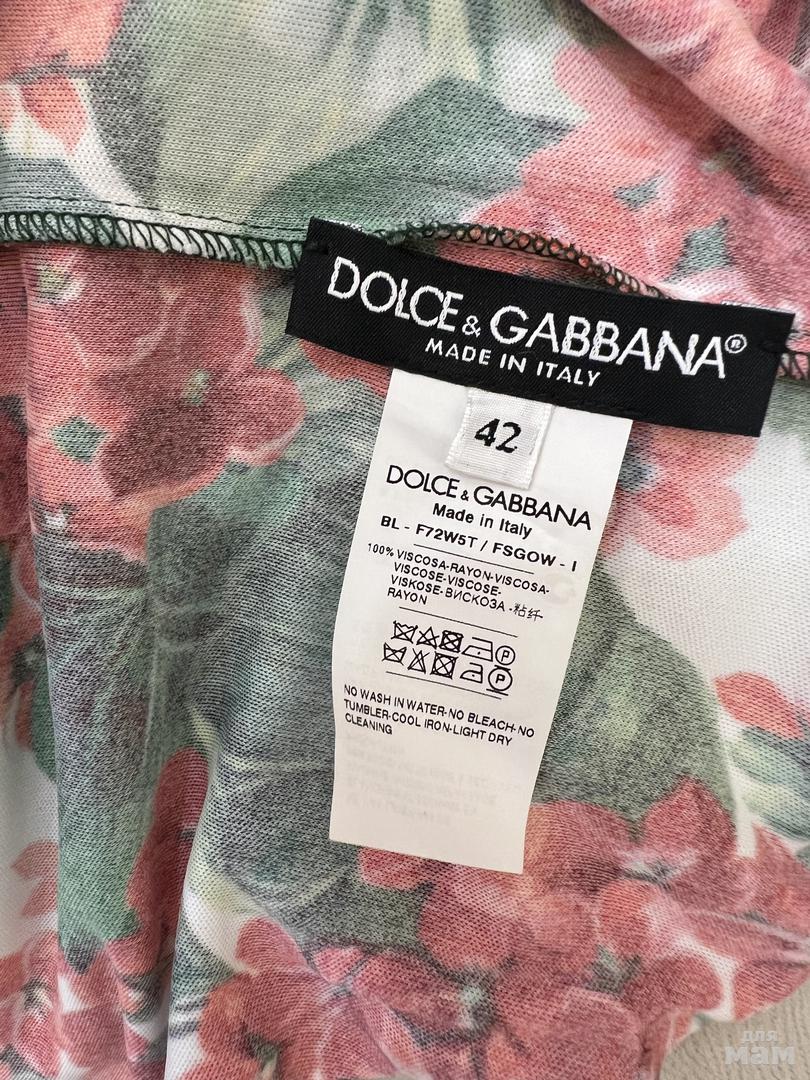 DOLCE & GABBANA®
MADE IN ITALY
42
DOLCE & GABBANA
Made in Italy
BL - F72W5T / FSGOW - I
100% VISCOSA-RAYON-VISCOSA-
VISCOSE-VISCOSE-
VISKOSE-ВИСКОЗА -粘纤-
RAYON
P
P
NO WASH IN WATER-NO BLEACH-NO
TUMBLER-COOL IRON-LIGHT DRY
CLEANING
для
мам